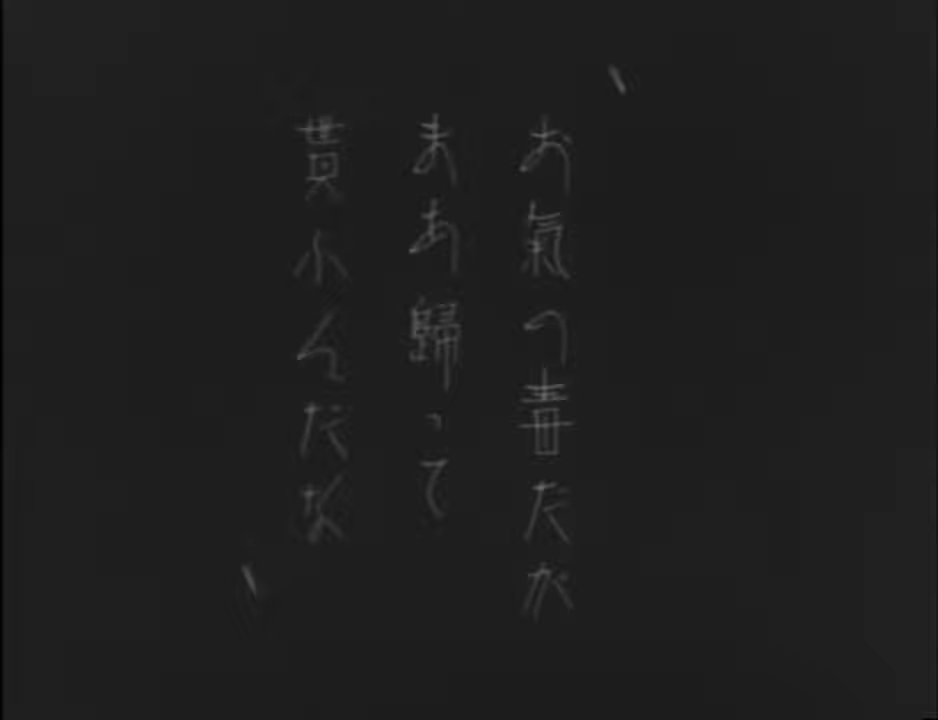 お氣の毒だが
まあ歸って
貰ふんだな